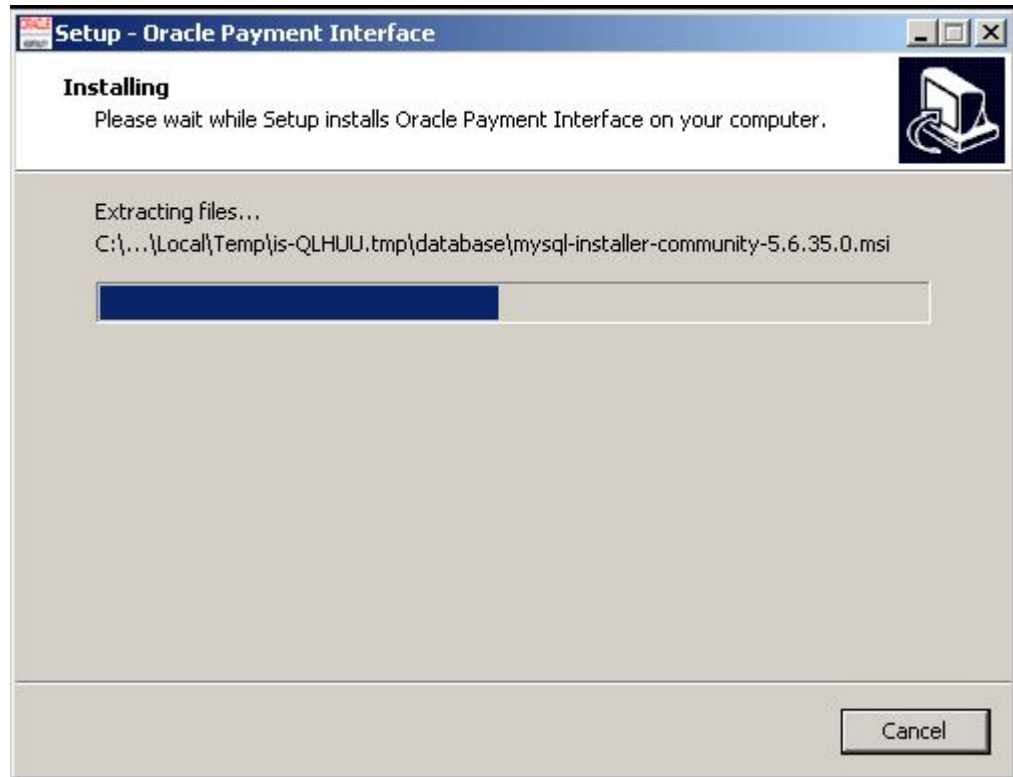 Setup - Oracle Payment Interface
Installing
Please wait while Setup installs Oracle Payment Interface on your computer.
Extracting files...
C:\...\Local\Temp\is-QLHUU.tmp\database\mysql-installer-community-5.6.35.0.msi
Cancel